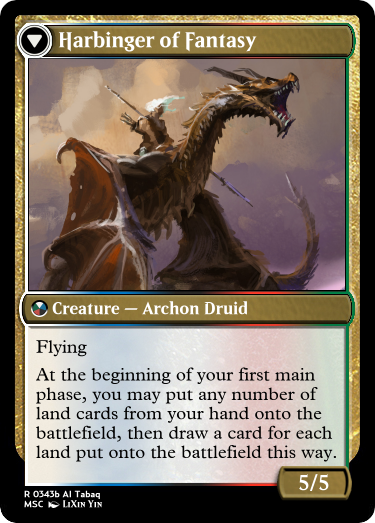 Harbinger of Fantasy
Creature — Archon Druid
Flying
At the beginning of your first main
phase, you may put any number of
land cards from your hand onto the
battlefield, then draw a card for each
land put onto the battlefield this way.
5/5
R 0343b Al Tabaq
MSC LiXin Yin